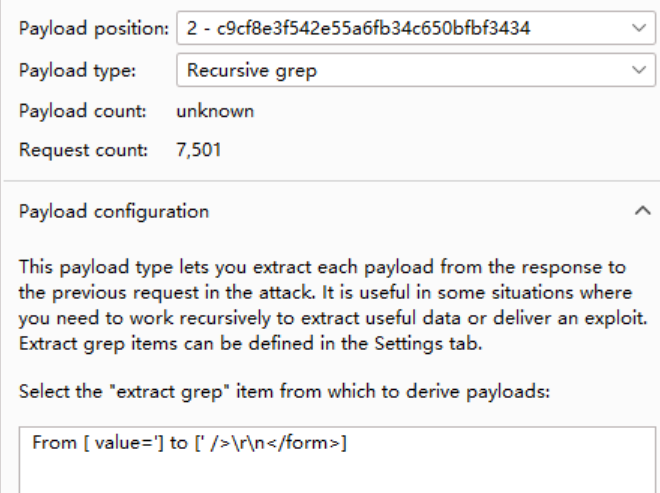 Payload position: 2 - c9cf8e3f542e55a6fb34c650bfbf3434
Payload type: Recursive grep
Payload count: unknown
Request count: 7,501
Payload configuration
This payload type lets you extract each payload from the response to
the previous request in the attack. It is useful in some situations where
you need to work recursively to extract useful data or deliver an exploit.
Extract grep items can be defined in the Settings tab.
Select the "extract grep" item from which to derive payloads:
From [ value='] to [' />\r\n</form>]